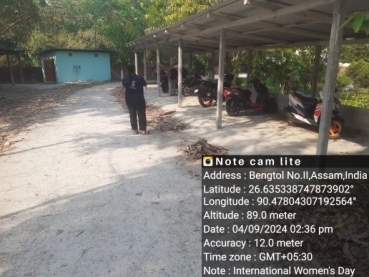 Note cam lite
Address : Bengtol No.II,Assam,India
Latitude : 26.635338747873902°
Longitude : 90.47804307192564°
Altitude : 89.0 meter
Date : 04/09/2024 02:36 pm
Accuracy : 12.0 meter
Time zone : GMT+05:30
Note : International Women's Day